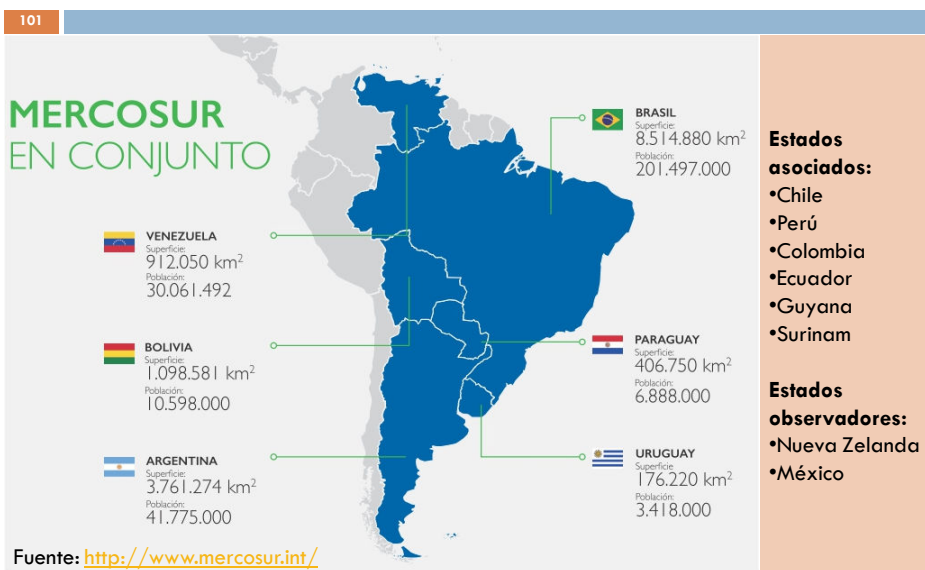 101
MERCOSUR
EN CONJUNTO
BRASIL
Superficie:
8.514.880 km²
Población:
201.497.000
VENEZUELA
Superficie:
912.050 km²
Población:
30.061.492
BOLIVIA
Superficie:
1.098.581 km²
Población:
10.598.000
PARAGUAY
Superficie:
406.750 km²
Población:
6.888.000
ARGENTINA
Superficie:
3.761.274 km²
Población:
41.775.000
URUGUAY
Superficie
176.220 km²
Población:
3.418.000
Fuente: http://www.mercosur.int/
Estados
asociados:
•Chile
•Perú
•Colombia
•Ecuador
•Guyana
•Surinam
Estados
observadores:
•Nueva Zelanda
•México